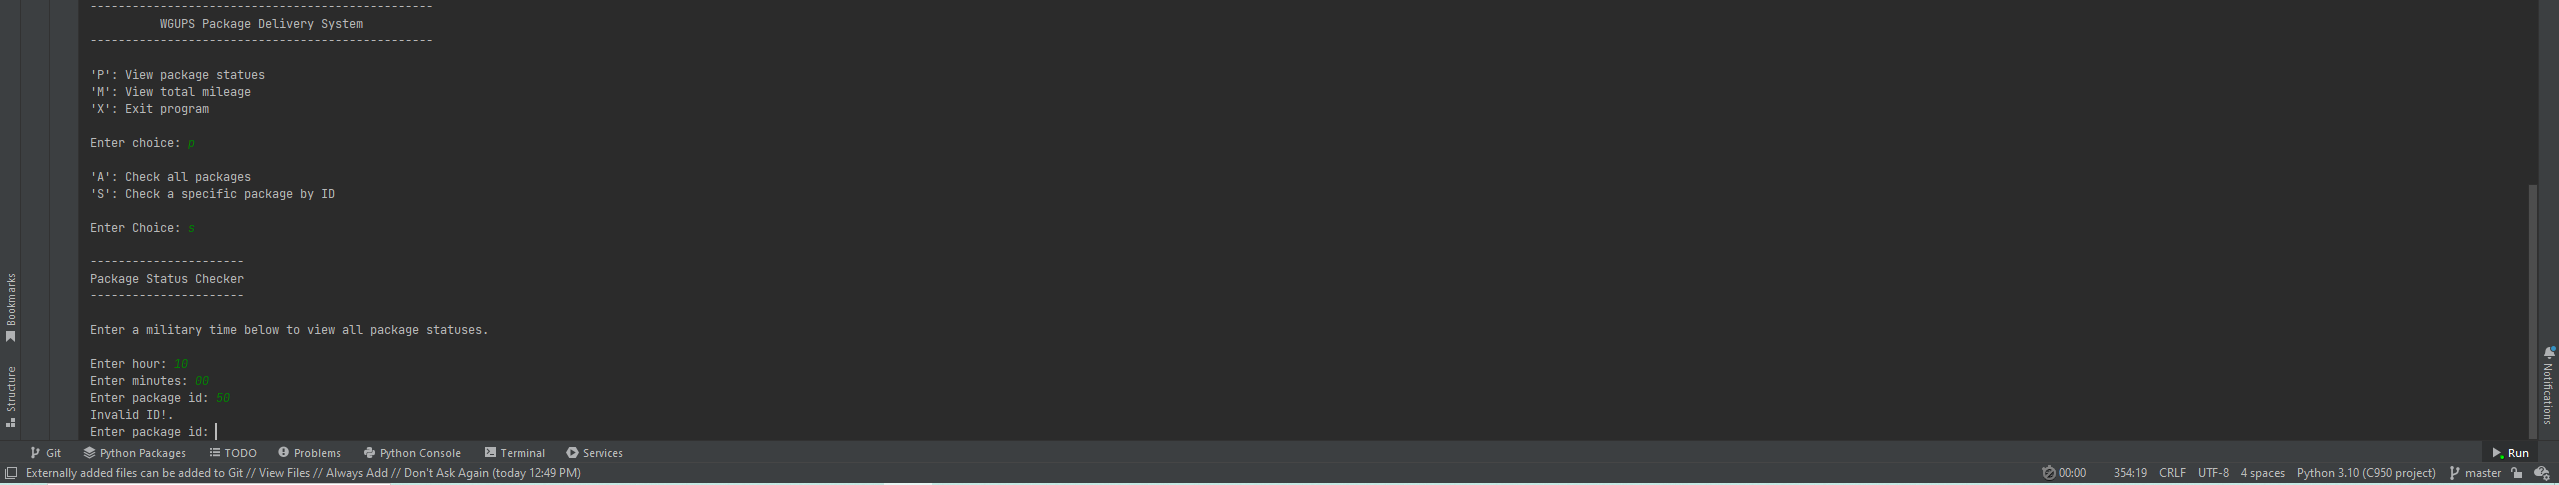 -------------------------------------------------
WGUPS Package Delivery System
-------------------------------------------------
'P': View package statues
'M': View total mileage
'X': Exit program
Enter choice: p
'A': Check all packages
'S': Check a specific package by ID
Enter Choice: s
----------------------
Package Status Checker
----------------------
Enter a military time below to view all package statuses.
Enter hour: 10
Enter minutes: 00
Enter package id: 50
Invalid ID!.
Enter package id:
Bookmarks
Structure
Notifications
Git Python Packages TODO Problems Python Console Terminal Services Run
Externally added files can be added to Git // View Files // Always Add // Don't Ask Again (today 12:49 PM) 00:00 354:19 CRLF UTF-8 4 spaces Python 3.10 (C950 project) master